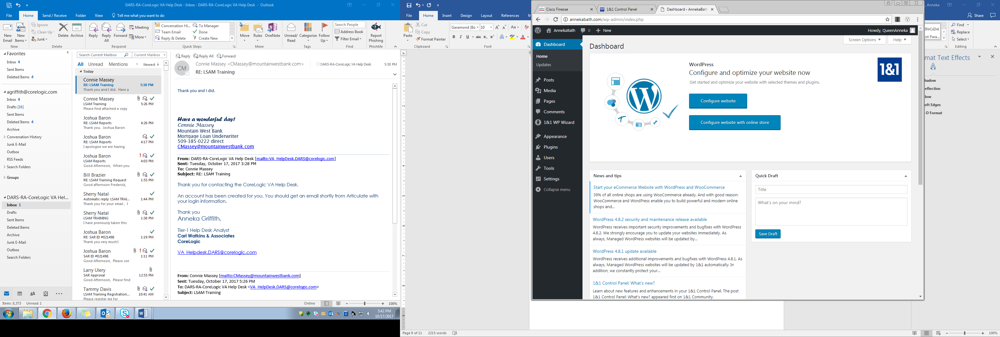 DARS-RA-CoreLogic VA Help Desk - Inbox - DARS-RA-CoreLogic VA Help Desk - Outlook
File Home Send / Receive Folder View Tell me what you want to do
New Email New Items
New
Ignore
Clean Up
Junk
Delete Archive
Delete
Reply Reply All Forward
Meeting
More
Respond
Conversation Hi...
Team Email
Reply & Delete
To Manager
Done
Create New
Quick Steps
Move Rules OneNote
Move
Unread/ Read Categorize Follow Up
Tags
Search People
Address Book
Filter Email
Find
Report Phishing
PhishMe
Favorites
Inbox 4
Sent Items
Deleted Items 4
agriffith@corelogic.com
Inbox 4
Drafts [16]
Sent Items
Deleted Items 4
Archive
Conversation History
Junk E-Mail
Outbox
RSS Feeds
Search Folders
Groups
DARS-RA-CoreLogic VA Hel...
Inbox 1
Drafts
Sent Items
Deleted Items
Archive
Junk E-Mail
Outbox
Search Folders
Search Current Mailbox Current Mailbox
All Unread Mentions Newest
Today
Connie Massey
RE: LSAM Training 5:38 PM
Thank you and I did. Have a
Connie Massey
LSAM Training 5:26 PM
Please find attached a copy
Joshua Baron
RE: LSAM Reports 4:26 PM
Thank you. Joshua Baron
Joshua Baron
RE: LSAM Reports 4:17 PM
I apologize we are having
Joshua Baron
LSAM Reports 4:03 PM
Good Afternoon, When you
Bill Brazier
RE: LSAM Training Request 1:55 PM
Good afternoon Frederick,
Sherry Natal
Automatic reply: LSAM TRAI... 1:44 PM
Thank you for your email , I
Sherry Natal
LSAM TRAINING 1:38 PM
I have previously taken this
Joshua Baron
RE: SAR ID #021498 1:19 PM
Thank you very much!!
Joshua Baron
SAR ID #021498 1:11 PM
Good Afternoon, Please see
Larry Ulery
SAR Approval 12:55 PM
Good Afternoon, Please find
Tammy Davis
LSAM Training Registration... 10:41 AM
Please register me for
Reply Reply All Forward
CM
Connie Massey <CMassey@mountainwestbank.com> DARS-RA-CoreLogic VA Help Desk 5:38 PM
RE: LSAM Training
Thank you and I did.
Have a wonderful day!
Connie Massey
Mountain West Bank
Mortgage Loan Underwriter
509-385-0222 direct
CMassey@mountainwestbank.com
From: DARS-RA-CoreLogic VA Help Desk [mailto:VA_HelpDesk.DARS@corelogic.com]
Sent: Tuesday, October 17, 2017 3:28 PM
To: Connie Massey
Subject: RE: LSAM Training
Thank you for contacting the CoreLogic VA Help Desk.
An account has been created for you. You should get an email shortly from Articulate with
your login information.
Thank you
Anneka Griffith,
Tier-1 Help Desk Analyst
Carl Watkins & Associates
CoreLogic
VA_Helpdesk.DARS@corelogic.com
From: Connie Massey [mailto:CMassey@mountainwestbank.com]
Sent: Tuesday, October 17, 2017 5:26 PM
To: DARS-RA-CoreLogic VA Help Desk <VA_HelpDesk.DARS@corelogic.com>
Subject: LSAM Training
Items: 8,373 Unread: 1 Online 100%
5:42 PM
10/17/2017
File Home Insert Design Layout References M
Paste
Cut
Copy
Format Painter
Clipboard
Garamond (Bo 10
Font
Page 9 of 11 2215 words
Cisco Finesse 1&1 Control Panel Dashboard ‹ AnnekaBath
annekabath.com/wp-admin/index.php
AnnekaBath 0 New Howdy, QueenAnneka
Dashboard
Home
Updates
Posts
Media
Pages
Comments
1&1 WP Wizard
Appearance
Plugins
Users
Tools
Settings
Collapse menu
Screen Options Help
Dashboard
WordPress
Configure and optimize your website now
Get started and optimize your website with selected themes and plugins.
Configure website
Configure website with online store
1&1
News and tips
Start your eCommerce Website with WordPress and WooCommerce
39% of all online shops are using WooCommerce already. And with good reason:
WooCommerce and WordPress enable you to build powerful and modern online
shops and...
WordPress 4.8.2 security and maintenance release available
WordPress receives important security improvements and bugfixes with WordPress
4.8.2. We strongly encourage you to update your websites immediately. As
always, Managed WordPress websites will be updated by...
WordPress 4.8.1 update available
WordPress receives additional improvements and bugfixes with WordPress 4.8.1. As
always, Managed WordPress websites will be updated by 1&1 automatically. In
addition, we constantly protect your...
1&1 Control Panel: What's new?
Learn about new features and enhancements in your 1&1 Control Panel. The post
1&1 Control Panel: What's new? appeared first on 1&1 Community.
Quick Draft
Title
What's on your mind?
Save Draft
, Anneka
Share
BbCcDd
ist Para...
Find
Replace
Select
Editing
mat Text Effects
hadow
eflection
low
oft Edges
-D Format
100%